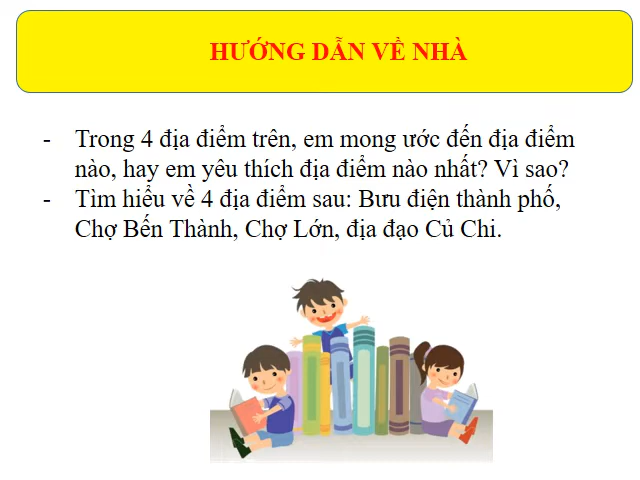 HƯỚNG DẪN VỀ NHÀ
- Trong 4 địa điểm trên, em mong ước đến địa điểm
nào, hay em yêu thích địa điểm nào nhất? Vì sao?
- Tìm hiểu về 4 địa điểm sau: Bưu điện thành phố,
Chợ Bến Thành, Chợ Lớn, địa đạo Củ Chi.